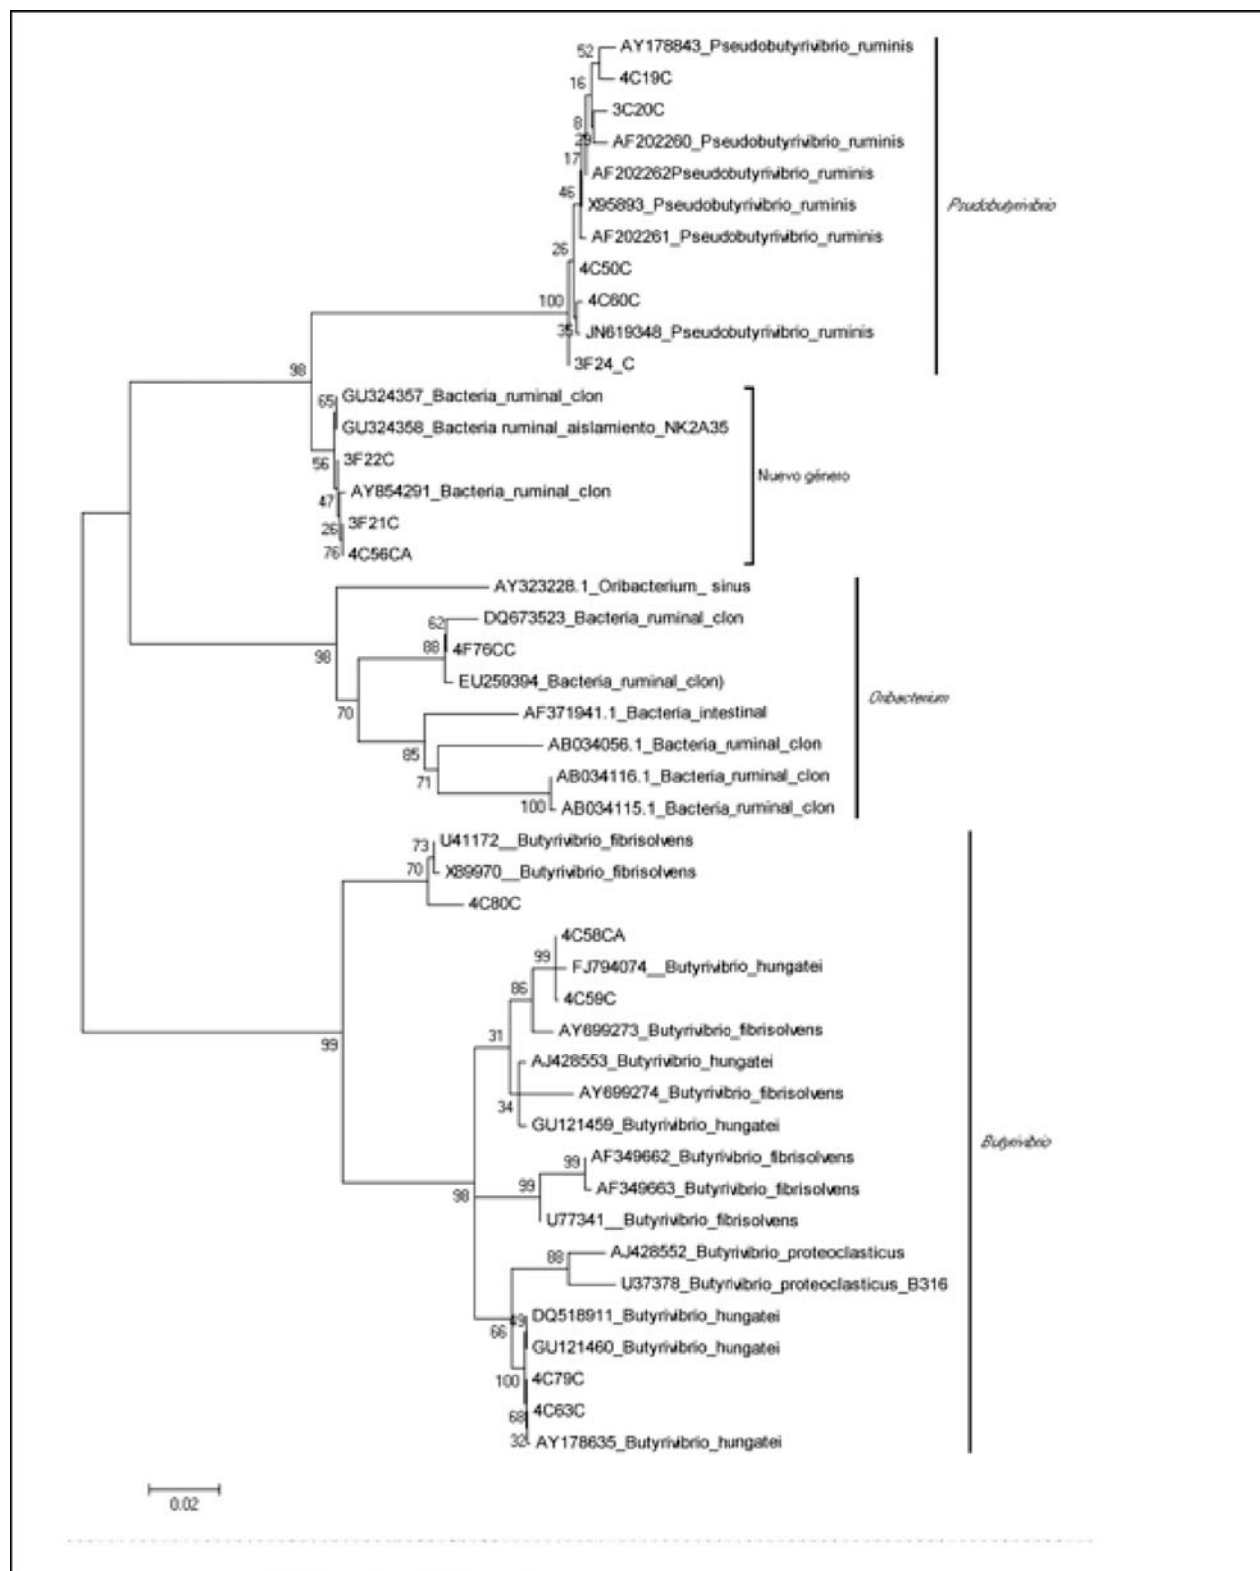 52
AY178843_Pseudobutyrivibrio_ruminis
16
4C19C
3C20C
8
29
AF202260_Pseudobutyrivibrio_ruminis
17
AF202262Pseudobutyrivibrio_ruminis
46
X95893_Pseudobutyrivibrio_ruminis
Psudobutyrivibrio
AF202261_Pseudobutyrivibrio_ruminis
26
4C50C
100
4C60C
35
JN619348_Pseudobutyrivibrio_ruminis
3F24_C
98
65
GU324357_Bacteria_ruminal_clon
GU324358_Bacteria ruminal_aislamiento_NK2A35
56
3F22C
Nuevo género
47
AY854291_Bacteria_ruminal_clon
26
3F21C
76
4C56CA
AY323228.1_Oribacterium_ sinus
62
DQ673523_Bacteria_ruminal_clon
88
4F76CC
98
EU259394_Bacteria_ruminal_clon)
Oribacterium
70
AF371941.1_Bacteria_intestinal
85
AB034056.1_Bacteria_ruminal_clon
71
AB034116.1_Bacteria_ruminal_clon
100
AB034115.1_Bacteria_ruminal_clon
73
U41172__Butyrivibrio_fibrisolvens
70
X89970__Butyrivibrio_fibrisolvens
4C80C
4C58CA
99
FJ794074__Butyrivibrio_hungatei
86
4C59C
99
31
AY699273_Butyrivibrio_fibrisolvens
AJ428553_Butyrivibrio_hungatei
AY699274_Butyrivibrio_fibrisolvens
34
GU121459_Butyrivibrio_hungatei
Butyrivibrio
99
AF349662_Butyrivibrio_fibrisolvens
98
99
AF349663_Butyrivibrio_fibrisolvens
U77341__Butyrivibrio_fibrisolvens
88
AJ428552_Butyrivibrio_proteoclasticus
U37378_Butyrivibrio_proteoclasticus_B316
DQ518911_Butyrivibrio_hungatei
66
GU121460_Butyrivibrio_hungatei
100
4C79C
68
4C63C
32
AY178635_Butyrivibrio_hungatei
0.02